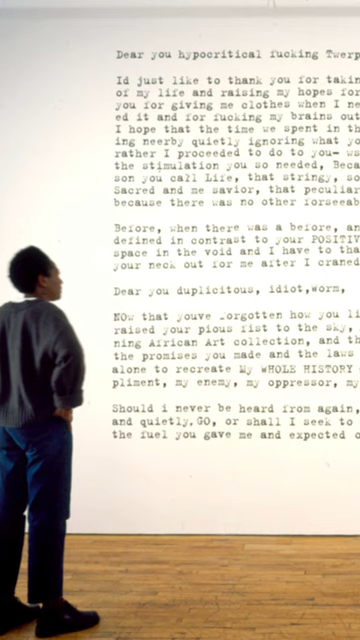 Dear you hypocritical fucking Twerp
Id just like to thank you for takin
of my life and raising my hopes for
you for giving me clothes when I ne
ed it and for fucking my brains out
I hope that the time we spent in th
ing neerby quietly ignoring what yo
rather I proceeded to do to you- ws
the stimulation you so needed, Beca
son you call Life, that stringy, so
Sacred and me savior, that peculiar
because there was no other forseeab
Before, when there was a before, an
defined in contrast to your POSITIV
space in the void and I have to tha
your neck out for me after I craned
Dear you duplicitous, idiot,worm,
NOw that youve .orgotten how you li
raised your pious fist to the sky,
ning African Art collection, and th
the promises you made and the laws
alone to recreate My WHOLE HISTORY
pliment, my enemy, my oppressor, my
Should i never be heard from again,
and quietly,GO, or shall I seek to
the fuel you gave me and expected o